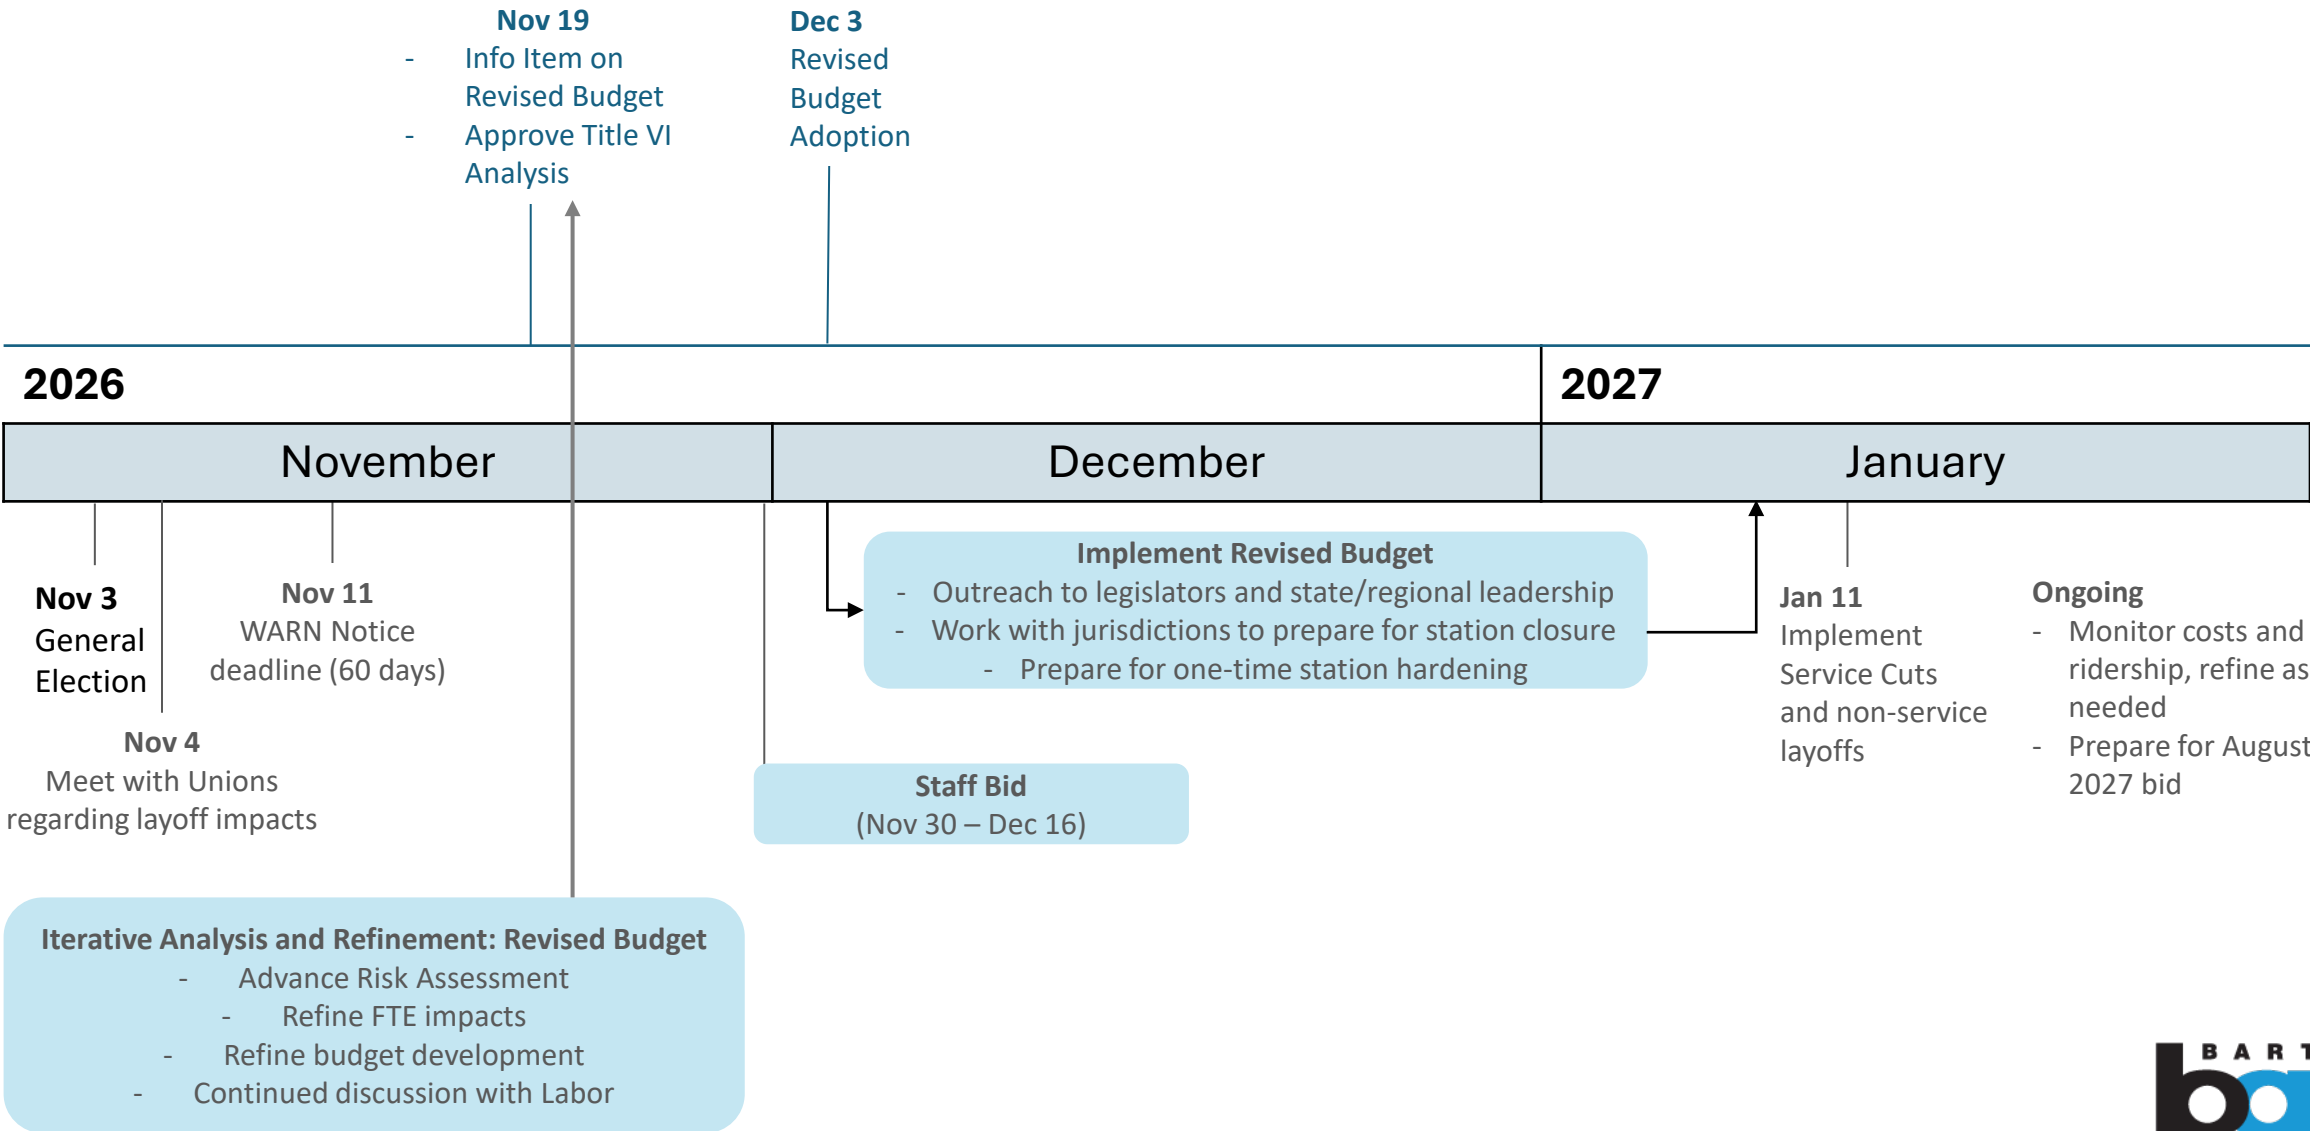 Nov 19
- Info Item on
Revised Budget
- Approve Title VI
Analysis
Dec 3
Revised
Budget
Adoption
2026
2027
November
December
January
Nov 3
General
Election
Nov 4
Meet with Unions
regarding layoff impacts
Nov 11
WARN Notice
deadline (60 days)
Implement Revised Budget
- Outreach to legislators and state/regional leadership
- Work with jurisdictions to prepare for station closure
- Prepare for one-time station hardening
Staff Bid
(Nov 30 – Dec 16)
Jan 11
Implement
Service Cuts
and non-service
layoffs
Ongoing
- Monitor costs and
ridership, refine as
needed
- Prepare for August
2027 bid
Iterative Analysis and Refinement: Revised Budget
- Advance Risk Assessment
- Refine FTE impacts
- Refine budget development
- Continued discussion with Labor
BART
ba